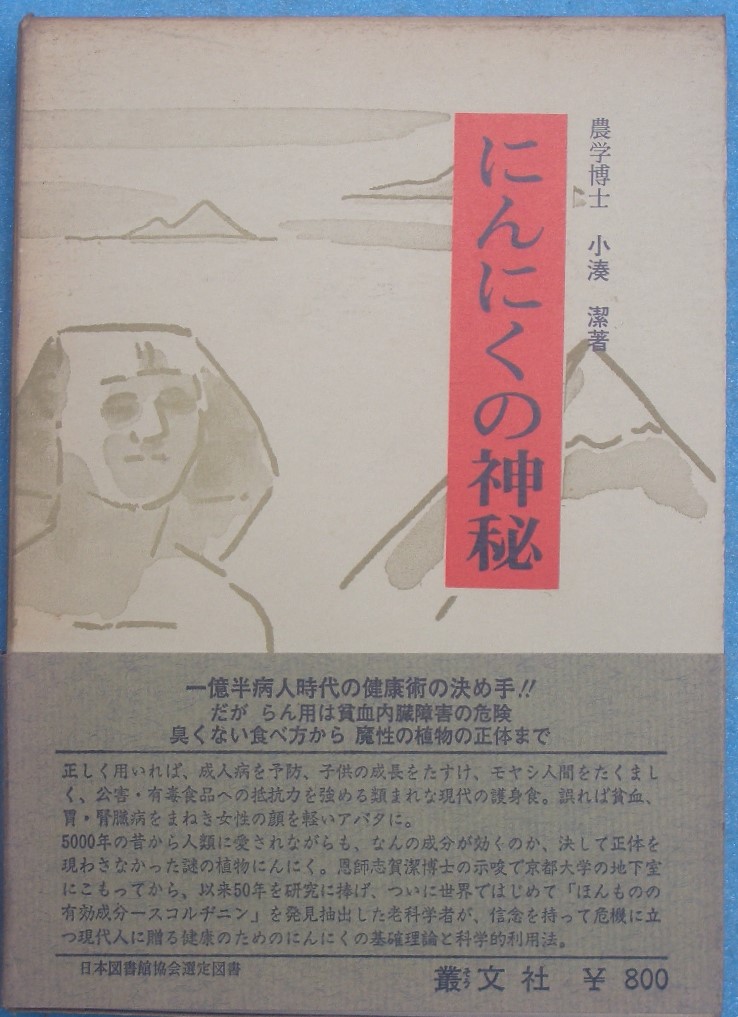 農学博士 小湊 潔著
にんにくの神秘
一億半病人時代の健康術の決め手!!
だが らん用は貧血内臓障害の危険
臭くない食べ方から 魔性の植物の正体まで
正しく用いれば、成人病を予防、子供の成長をたすけ、モヤシ人間をたくまし
く、公害・有毒食品への抵抗力を強める類まれな現代の護身食。誤れば貧血、
胃・腎臓病をまねき女性の顔を軽いアバタに。
5000年の昔から人類に愛されながらも、なんの成分が効くのか、決して正体を
現わさなかった謎の植物にんにく。恩師志賀潔博士の示唆で京都大学の地下室
にこもってから、以来50年を研究に捧げ、ついに世界ではじめて「ほんものの
有効成分ースコルヂニン」を発見抽出した老科学者が、信念を持って危機に立
つ現代人に贈る健康のためのにんにくの基確理論と科学的利用法。
日本図書館協会選定図書
叢文社 ¥ 800